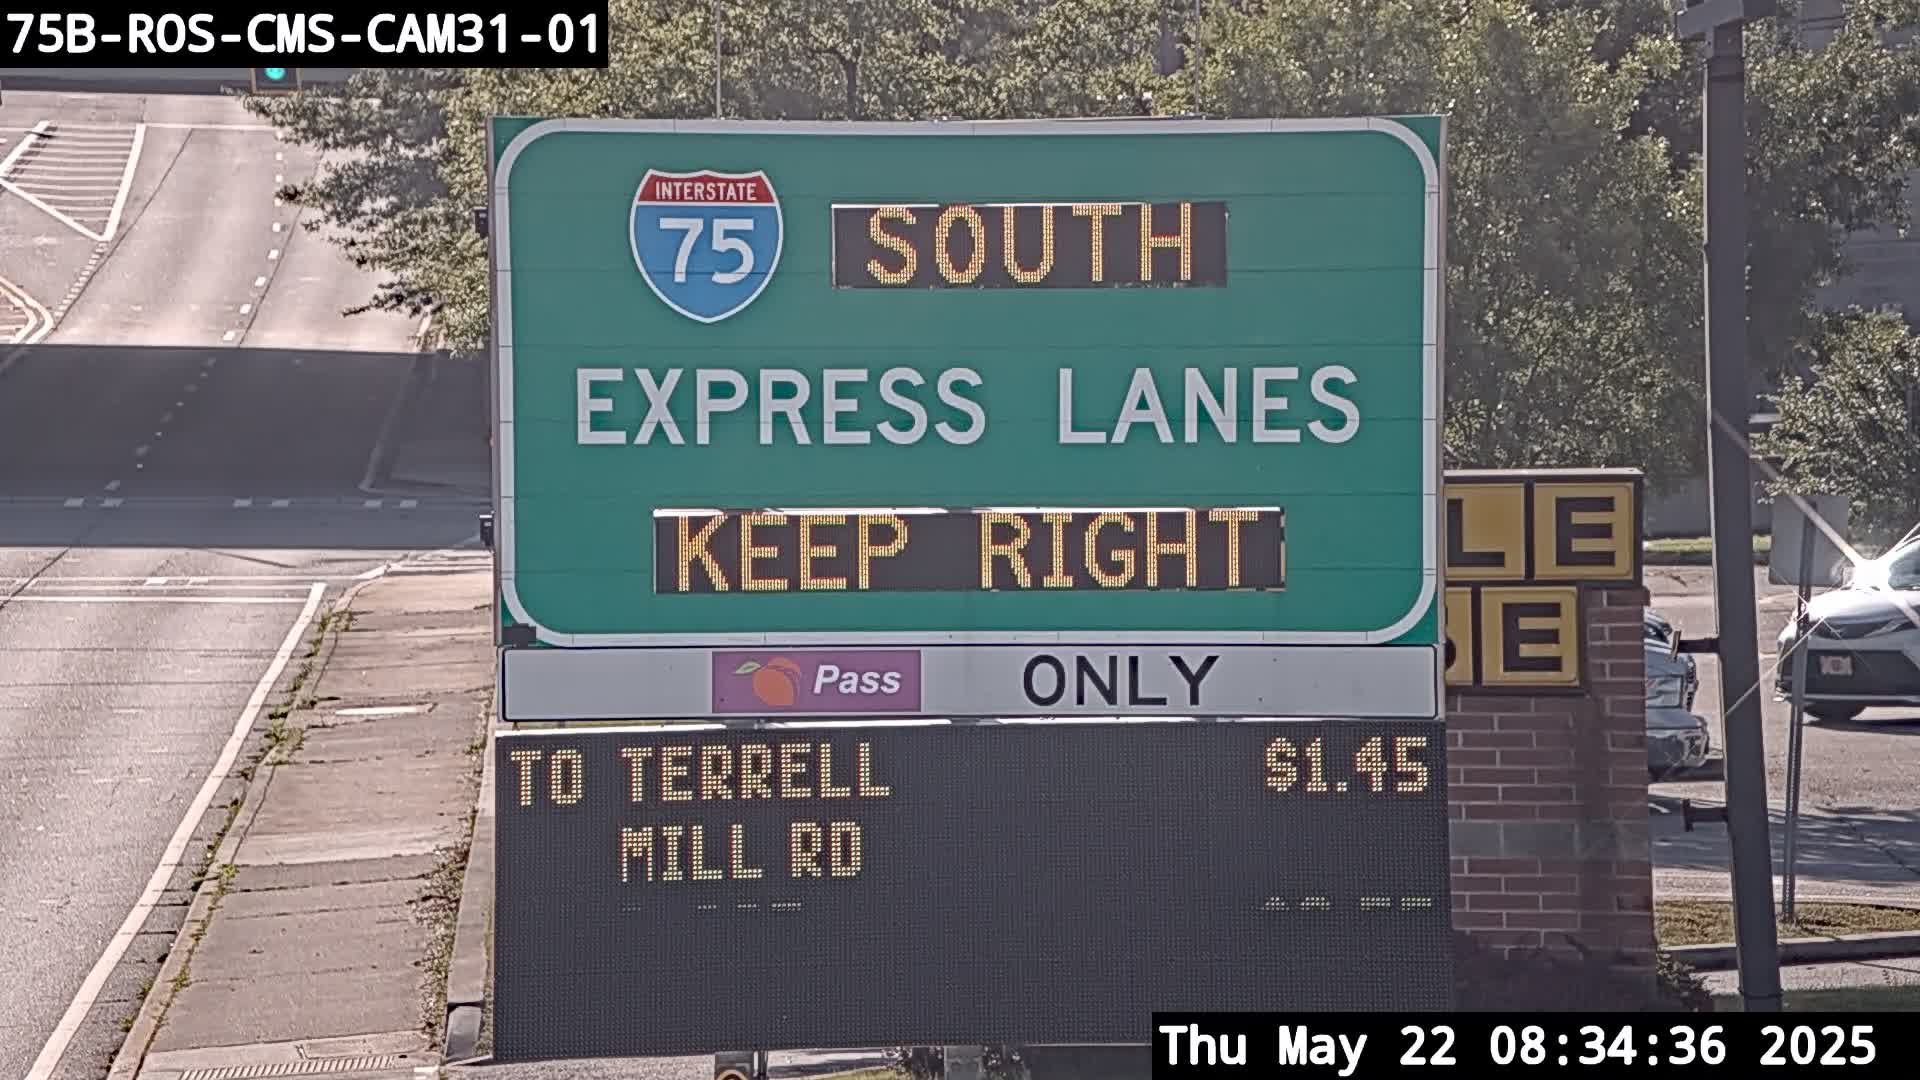 75B-ROS-CMS-CAM31-01
INTERSTATE
75
SOUTH
EXPRESS LANES
KEEP RIGHT
Pass ONLY
TO TERRELL $1.45
MILL RD
LE
E
Thu May 22 08:34:36 2025